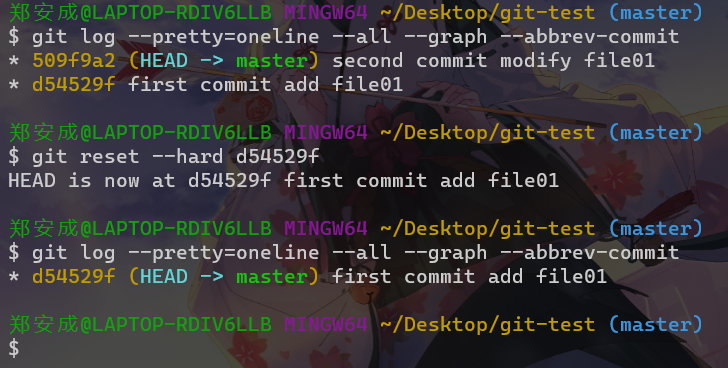 郑安成@LAPTOP-RDIV6LLB MINGW64 ~/Desktop/git-test (master)
$ git log --pretty=oneline --all --graph --abbrev-commit
* 509f9a2 (HEAD -> master) second commit modify file01
* d54529f first commit add file01
郑安成@LAPTOP-RDIV6LLB MINGW64 ~/Desktop/git-test (master)
$ git reset --hard d54529f
HEAD is now at d54529f first commit add file01
郑安成@LAPTOP-RDIV6LLB MINGW64 ~/Desktop/git-test (master)
$ git log --pretty=oneline --all --graph --abbrev-commit
* d54529f (HEAD -> master) first commit add file01
郑安成@LAPTOP-RDIV6LLB MINGW64 ~/Desktop/git-test (master)
$